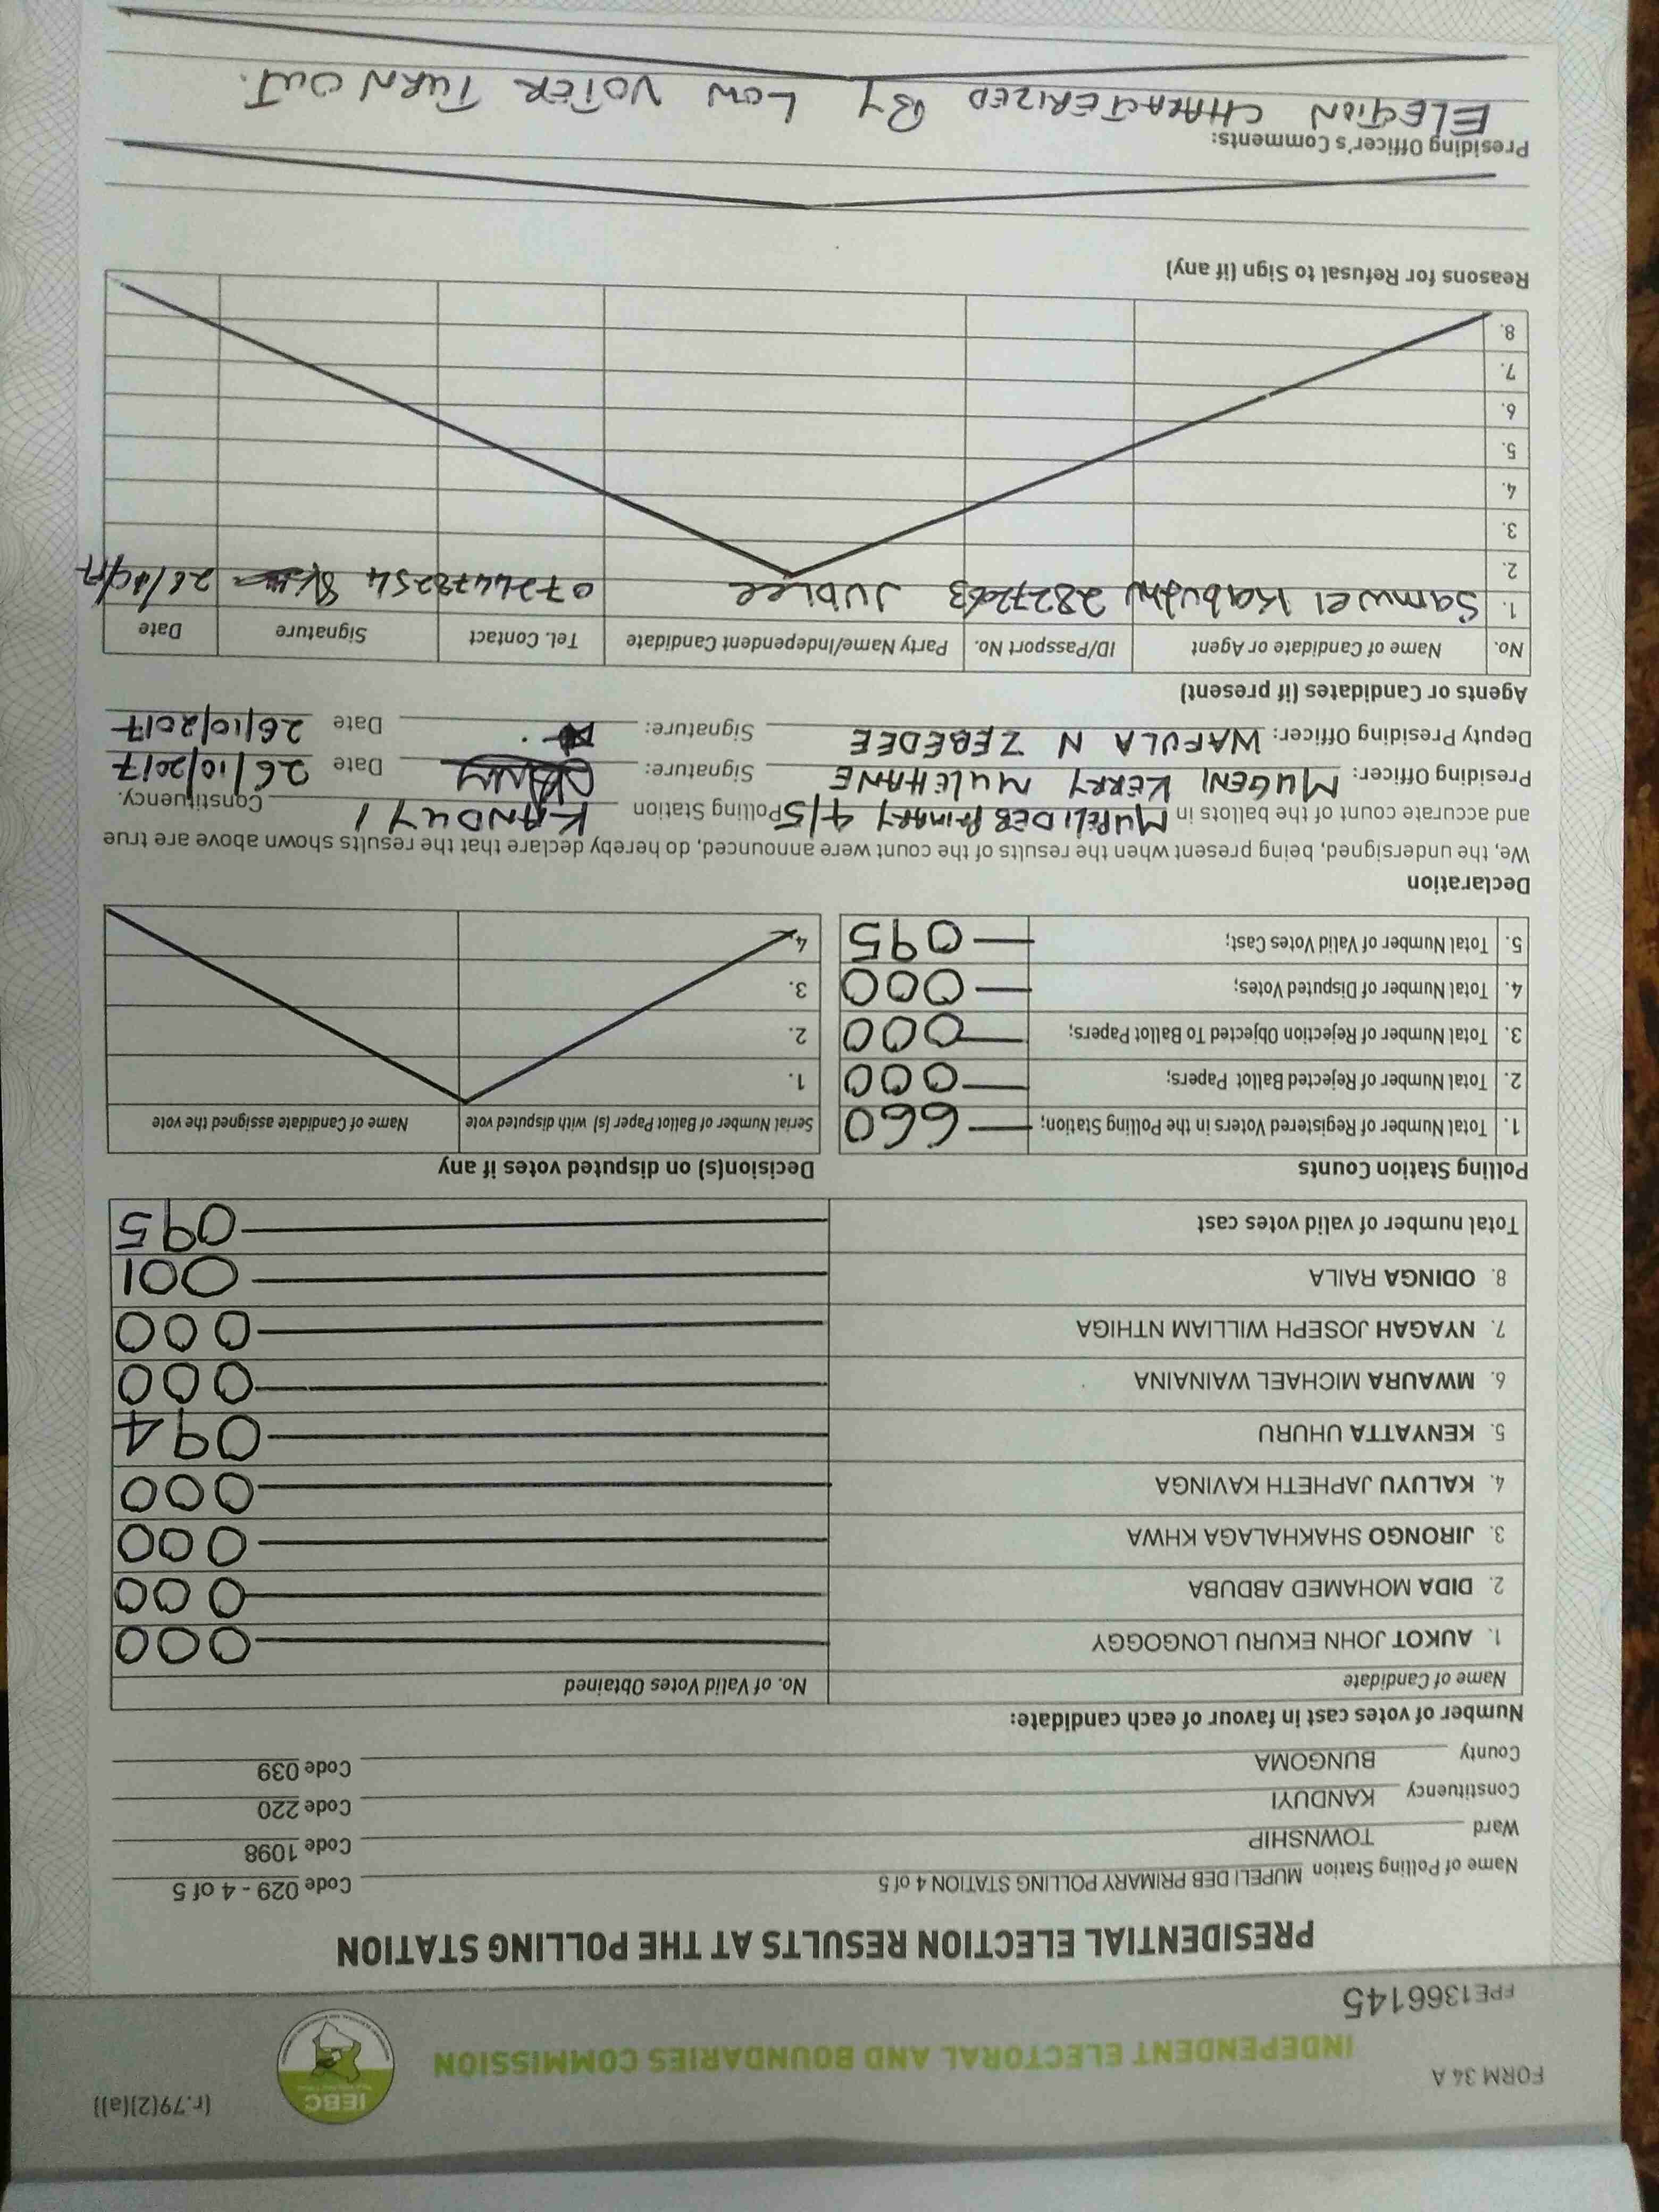 FORM 34 A
(r.79(2)(a))
INDEPENDENT ELECTORAL AND BOUNDARIES COMMISSION
IEBC
FPE1366145
PRESIDENTIAL ELECTION RESULTS AT THE POLLING STATION
Name of Polling Station MUPELI DEB PRIMARY POLLING STATION 4 of 5 Code 029 - 4 of 5
Ward TOWNSHIP Code 1098
Constituency KANDUYI Code 220
County BUNGOMA Code 039
Number of votes cast in favour of each candidate:
Name of Candidate No. of Valid Votes Obtained
1. AUKOT JOHN EKURU LONGOGGY 000
2. DIDA MOHAMED ABDUBA 000
3. JIRONGO SHAKHALAGA KHWA 000
4. KALUYU JAPHETH KAVINGA 000
5. KENYATTA UHURU 094
6. MWAURA MICHAEL WAINAINA 000
7. NYAGAH JOSEPH WILLIAM NTHIGA 000
8. ODINGA RAILA 001
Total number of valid votes cast 095
Polling Station Counts
1. Total Number of Registered Voters in the Polling Station; 660
2. Total Number of Rejected Ballot Papers; 000
3. Total Number of Rejection Objected To Ballot Papers; 000
4. Total Number of Disputed Votes; 000
5. Total Number of Valid Votes Cast; 095
Decision(s) on disputed votes if any
Serial Number of Ballot Paper (s) with disputed vote Name of Candidate assigned the vote
1.
2.
3.
4.
Declaration
We, the undersigned, being present when the results of the count were announced, do hereby declare that the results shown above are true
and accurate count of the ballots in MUPELI DEB PRIMARY 4/5 Polling Station KANDUYI Constituency.
Presiding Officer: MUGENI KERRY MULEHANE Signature: Date 26/10/2017
Deputy Presiding Officer: WAFULA N ZEBEDEE Signature: Date 26/10/2017
Agents or Candidates (if present)
No. Name of Candidate or Agent ID/Passport No. Party Name/Independent Candidate Tel. Contact Signature Date
1. Samwel JUBLee 26/10/17
2.
3.
4.
5.
6.
7.
8.
Reasons for Refusal to Sign (if any)
Presiding Officer's Comments:
ELECTION CHARACTERIZED BY LOW VOTER TURN OUT.